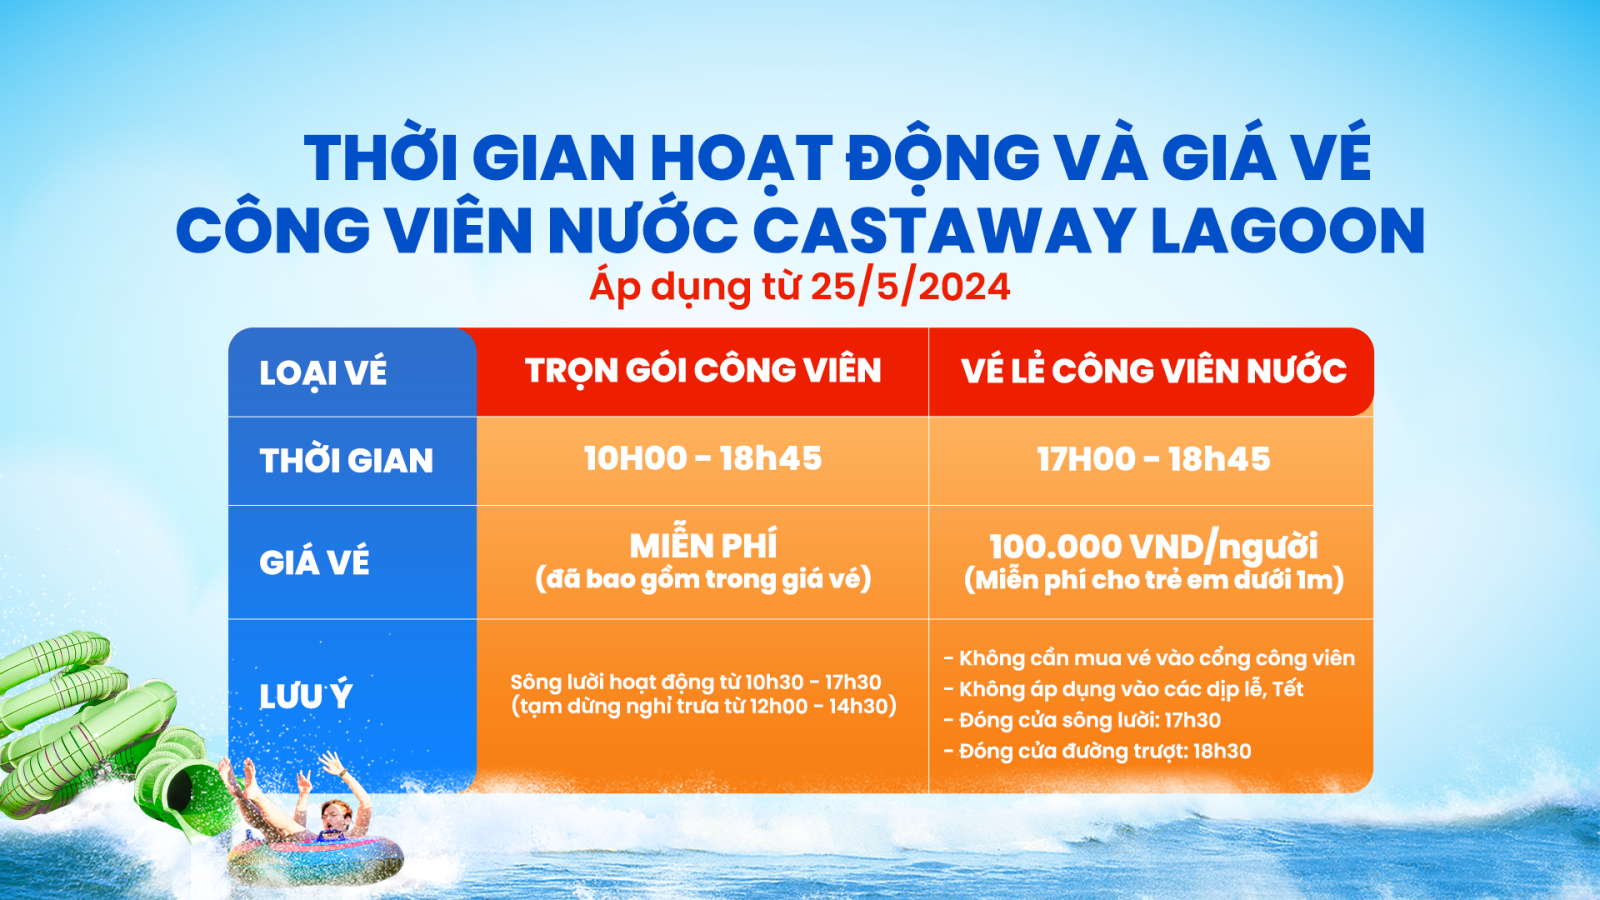 THỜI GIAN HOẠT ĐỘNG VÀ GIÁ VÉ
CÔNG VIÊN NƯỚC CASTAWAY LAGOON
Áp dụng từ 25/5/2024
LOẠI VÉ
TRỌN GÓI CÔNG VIÊN
VÉ LẺ CÔNG VIÊN NƯỚC
THỜI GIAN
10H00 - 18h45
17H00 - 18h45
GIÁ VÉ
MIỄN PHÍ
(đã bao gồm trong giá vé)
100.000 VND/người
(Miễn phí cho trẻ em dưới 1m)
LƯU Ý
Sông lười hoạt động từ 10h30 - 17h30
(tạm dừng nghỉ trưa từ 12h00 - 14h30)
- Không cần mua vé vào cổng công viên
- Không áp dụng vào các dịp lễ, Tết
- Đóng cửa sông lười: 17h30
- Đóng cửa đường trượt: 18h30